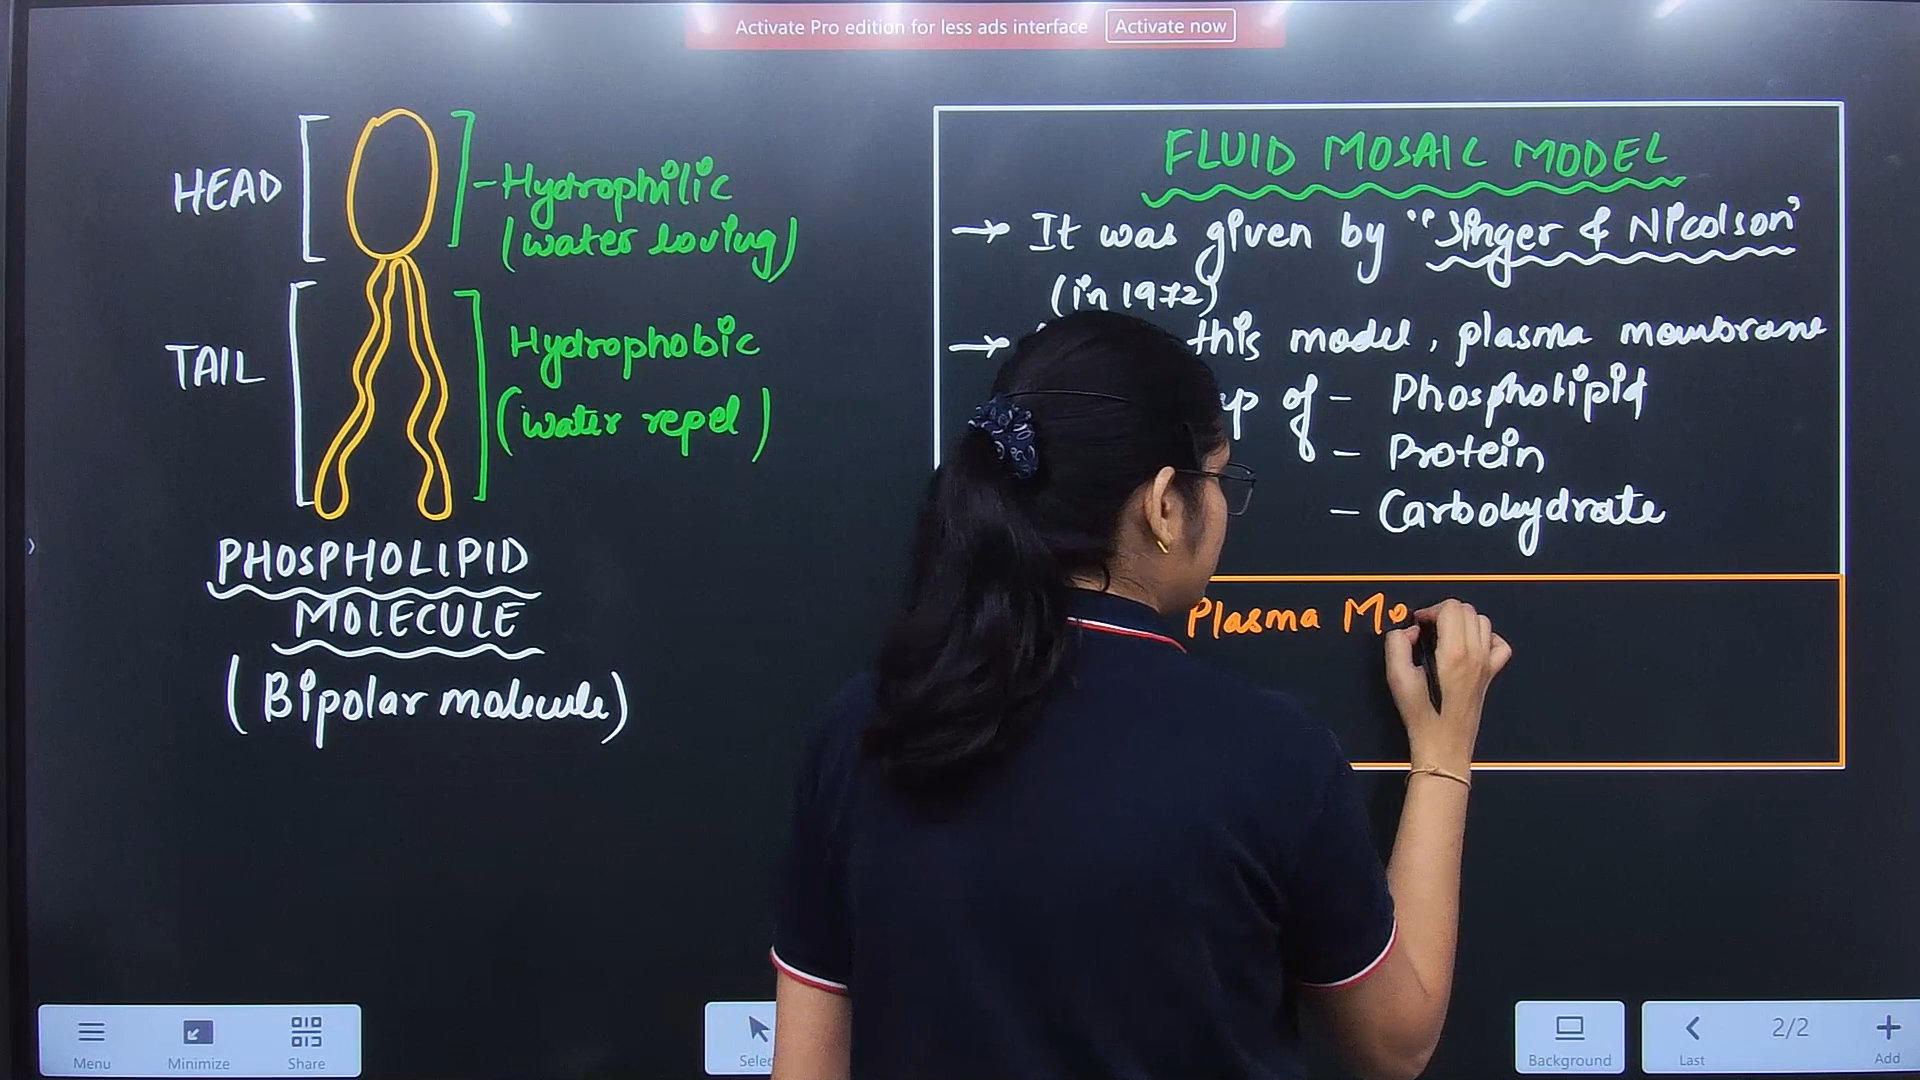 Activate Pro edition for less ads interface Activate now
HEAD
-Hydrophilic
(water loving)
TAIL
Hydrophobic
(water repel)
PHOSPHOLIPID
MOLECULE
(Bipolar molecule)
FLUID MOSAIC MODEL
→ It was given by "Singer & Nicolson"
(in 1972)
→ this model, plasma membrane
up of - Phospholipid
- Protein
- Carbohydrate
Plasma Me
Menu
Minimize
Share
Selec
Background
Last
2/2
Add